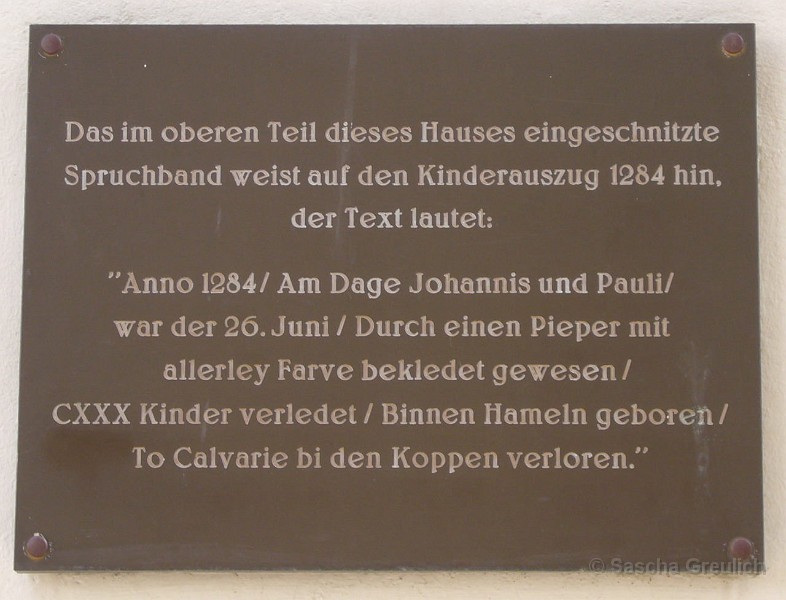 Das im oberen Teil dieses Hauses eingeschnitzte
Spruchband weist auf den Kinderauszug 1284 hin,
der Text lautet:
"Anno 1284/ Am Dage Johannis und Pauli/
war der 26. Juni / Durch einen Pieper mit
allerley Farve bekledet gewesen /
CXXX Kinder verledet / Binnen Hameln geboren /
To Calvarie bi den Koppen verloren."
© Sascha Greulich